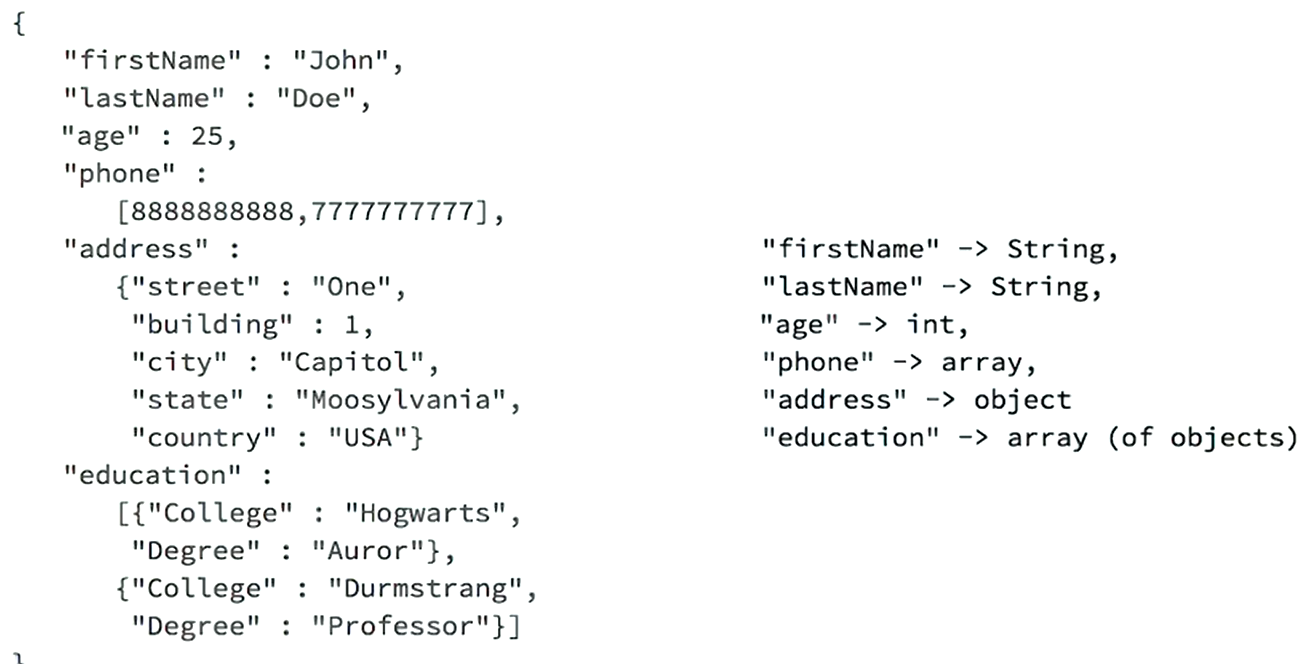 {
"firstName" : "John",
"lastName" : "Doe",
"age" : 25,
"phone" :
[8888888888,7777777777],
"address" :
{"street" : "One",
"building" : 1,
"city" : "Capitol",
"state" : "Moosylvania",
"country" : "USA"}
"education" :
[{"College" : "Hogwarts",
"Degree" : "Auror"},
{"College" : "Durmstrang",
"Degree" : "Professor"}]
}
"firstName" -> String,
"lastName" -> String,
"age" -> int,
"phone" -> array,
"address" -> object
"education" -> array (of objects)